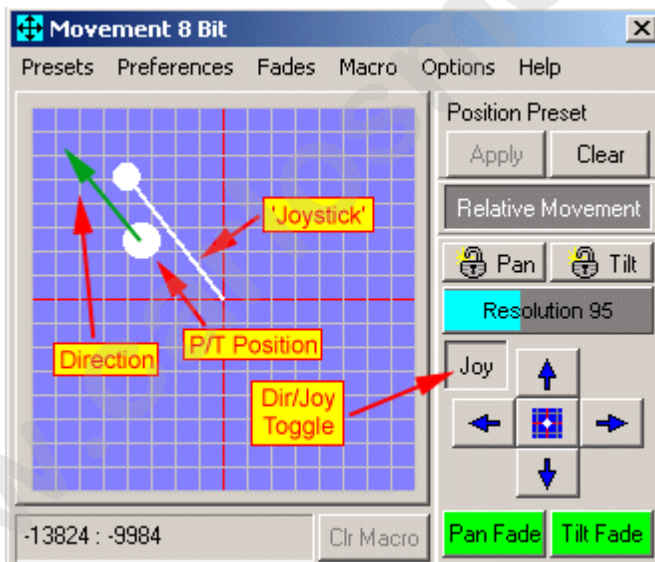 Movement 8 Bit
Presets Preferences Fades Macro Options Help
Position Preset
Apply Clear
Relative Movement
Pan Tilt
Resolution 95
Joy
'Joystick'
P/T Position
Direction
Dir/Joy
Toggle
-13824 : -9984
Clr Macro
Pan Fade Tilt Fade